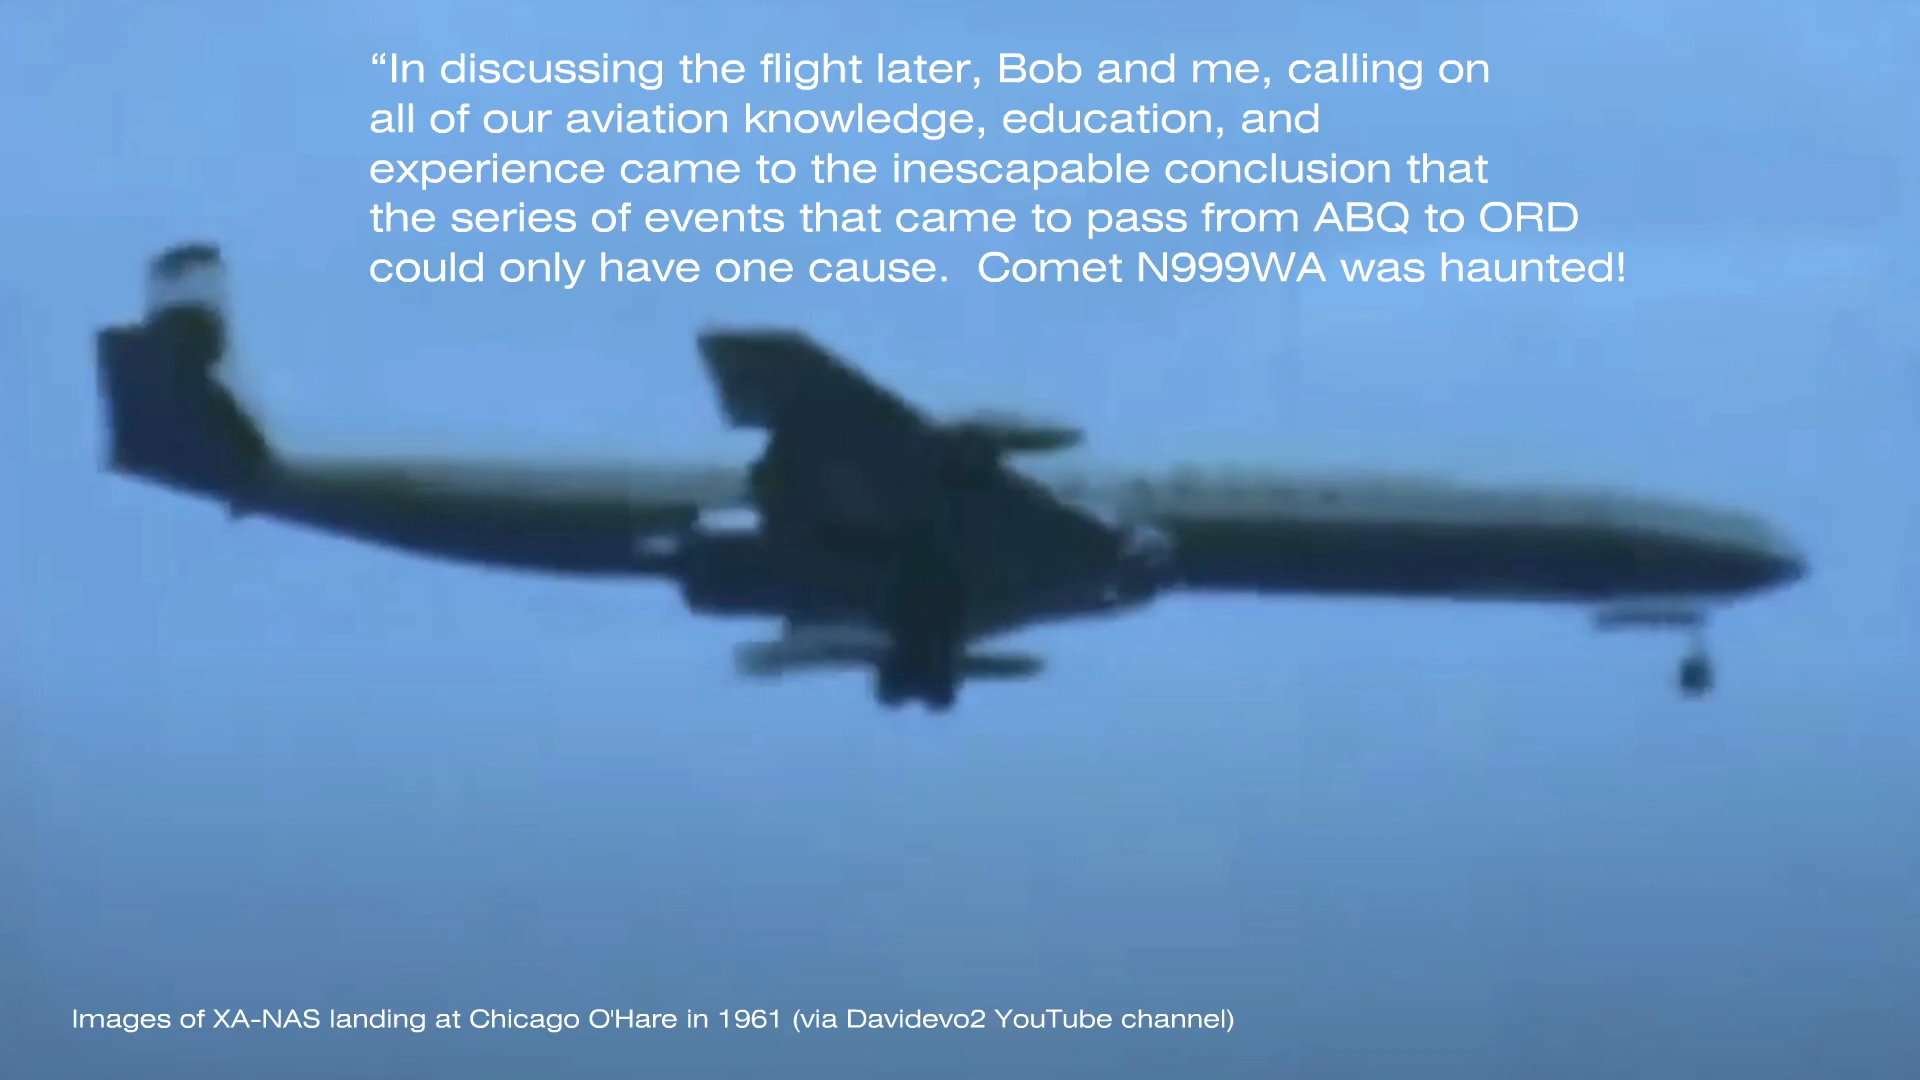 “In discussing the flight later, Bob and me, calling on
all of our aviation knowledge, education, and
experience came to the inescapable conclusion that
the series of events that came to pass from ABQ to ORD
could only have one cause.  Comet N999WA was haunted!
Images of XA-NAS landing at Chicago O'Hare in 1961 (via Davidevo2 YouTube channel)